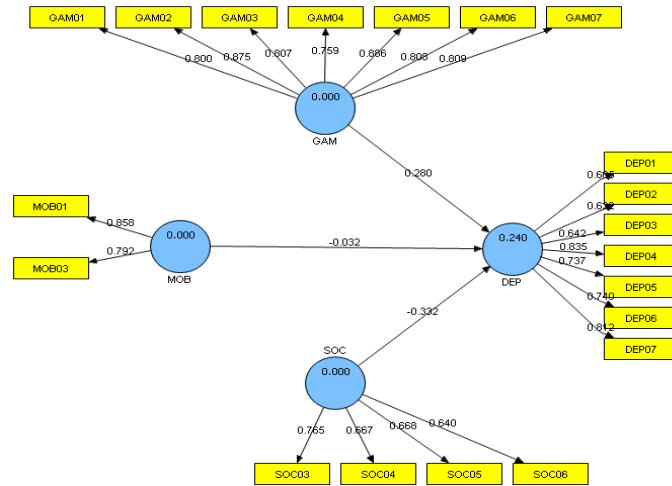 GAM01 GAM02 GAM03 GAM04 GAM05 GAM06 GAM07
0.800 0.875 0.807 0.759 0.886 0.808 0.809
0.000
GAM
0.280
MOB01
MOB03
0.858
0.792
0.000
MOB
-0.032
0.240
DEP
DEP01
DEP02
0.642
DEP03
0.835
DEP04
0.737
DEP05
0.740
DEP06
0.812
DEP07
-0.332
SOC
0.000
0.765 0.667 0.668 0.640
SOC03 SOC04 SOC05 SOC06